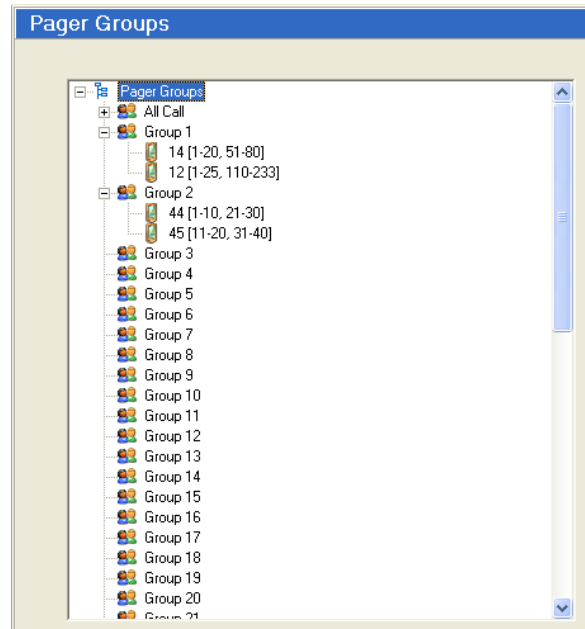 Pager Groups
Pager Groups
All Call
Group 1
14 [1-20, 51-80]
12 [1-25, 110-233]
Group 2
44 [1-10, 21-30]
45 [11-20, 31-40]
Group 3
Group 4
Group 5
Group 6
Group 7
Group 8
Group 9
Group 10
Group 11
Group 12
Group 13
Group 14
Group 15
Group 16
Group 17
Group 18
Group 19
Group 20
Group 21